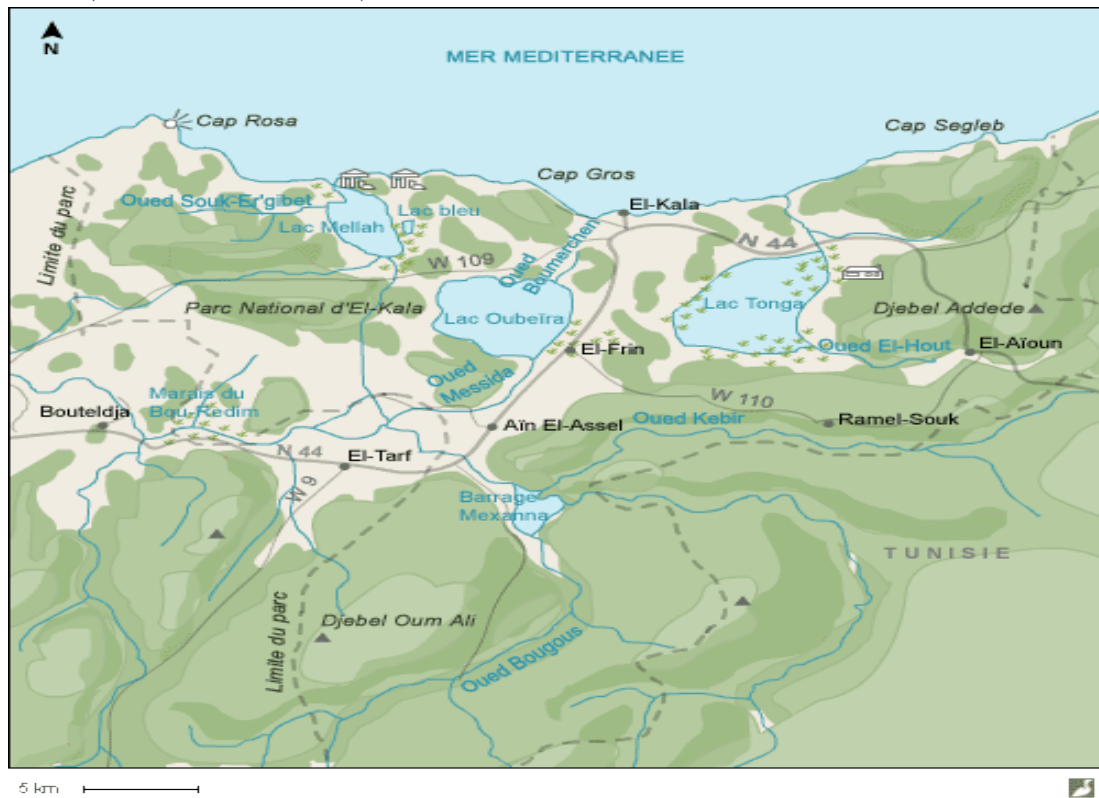 N
MER MEDITERRANEE
Cap Rosa
Cap Segleb
Cap Gros
Limite du parc
Oued Souk-Er'gibet
Lac bleu
El-Kala
Lac Mellah
N 44
W 109
Oued Boumerchen
Parc National d'El-Kala
Lac Oubeïra
Lac Tonga
Djebel Addede
El-Frin
Oued El-Hout
El-Aïoun
Oued
Messida
Marais du
Bou-Redim
Bouteldja
W 110
Aïn El-Assel
Oued Kebir
Ramel-Souk
N 44
El-Tarf
W 9
Barrage
Mexanna
TUNISIE
Limite du parc
Djebel Oum Ali
Oued Bougous
5 km